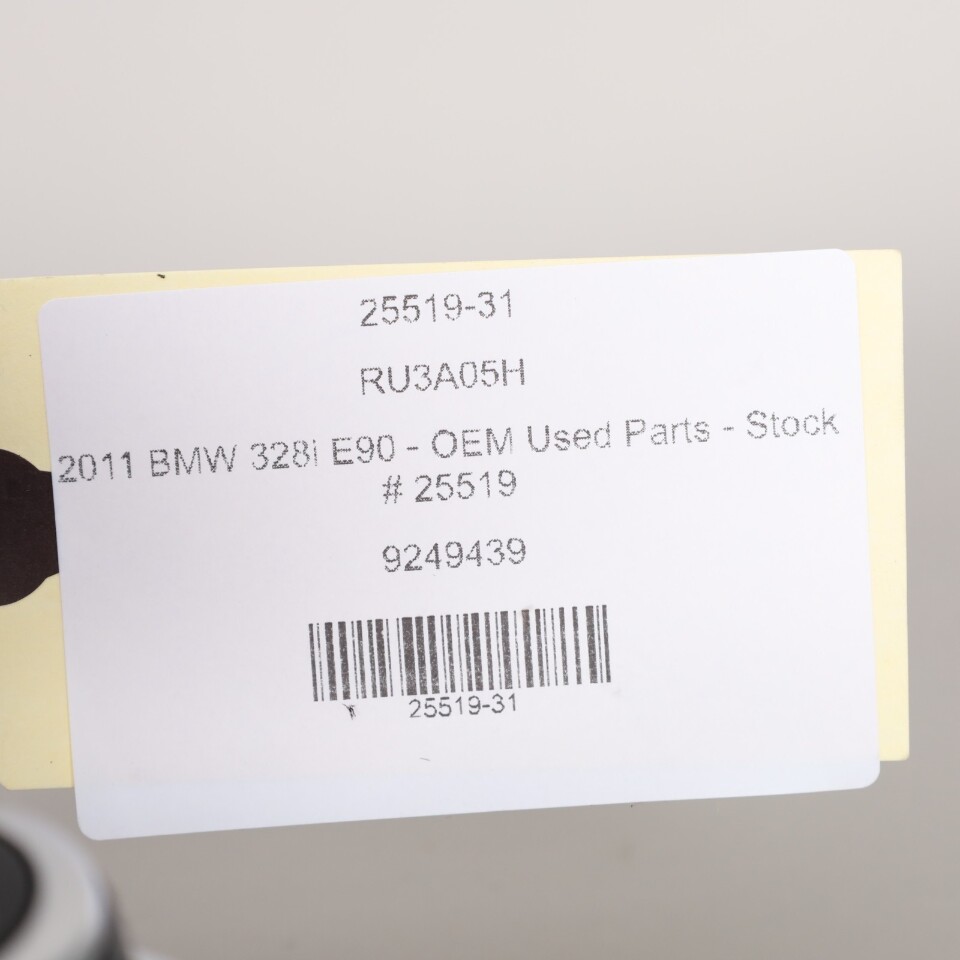 25519-31
RU3A05H
2011 BMW 328i E90 - OEM Used Parts - Stock
# 25519
9249439
25519-31